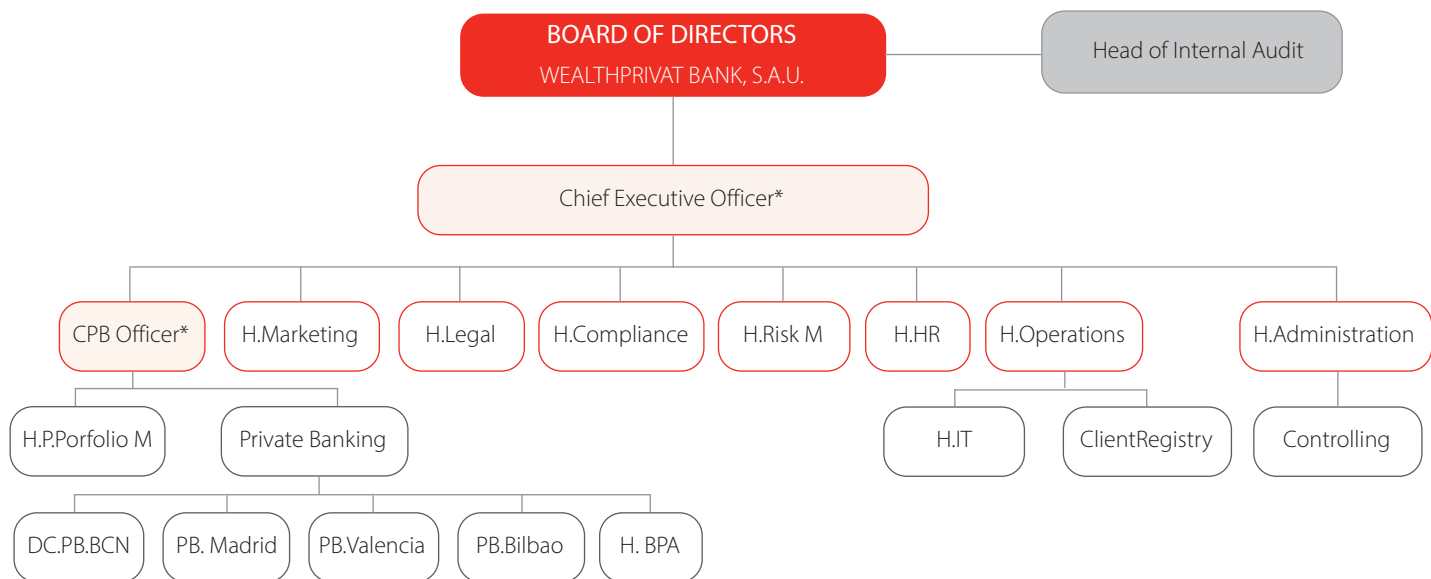 BOARD OF DIRECTORS
WEALTHPRIVAT BANK, S.A.U.
Head of Internal Audit
Chief Executive Officer*
CPB Officer*
H.Marketing
H.Legal
H.Compliance
H.Risk M
H.HR
H.Operations
H.Administration
H.P.Porfolio M
Private Banking
H.IT
ClientRegistry
Controlling
DC.PB.BCN
PB. Madrid
PB.Valencia
PB.Bilbao
H. BPA